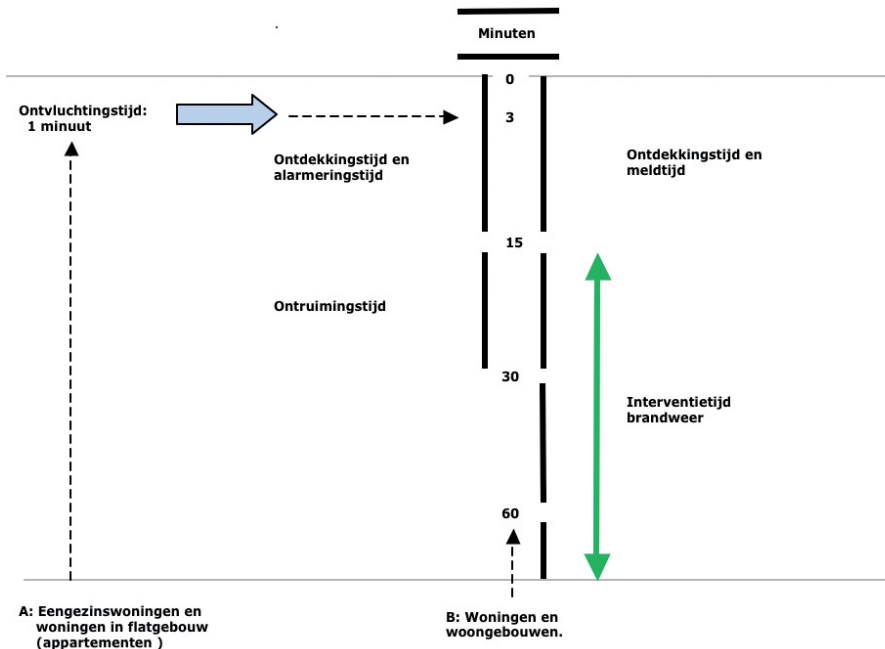 Minuten
0
Ontvluchtingstijd:
1 minuut
3
Ontdekkingstijd en
alarmeringstijd
Ontdekkingstijd en
meldtijd
15
Ontruimingstijd
30
Interventietijd
brandweer
60
A: Eengezinswoningen en
woningen in flatgebouw
(appartementen )
B: Woningen en
woongebouwen.